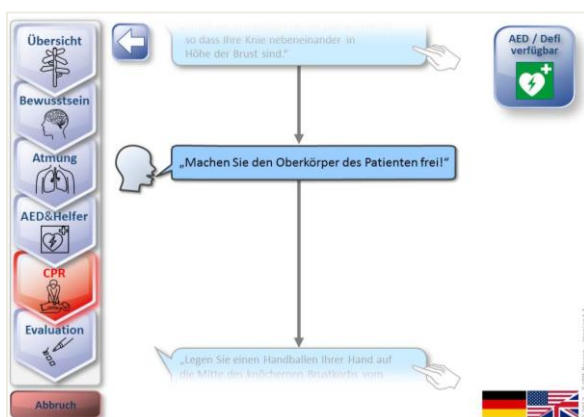 Übersicht
Bewusstsein
Atmung
AED&Helfer
CPR
Evaluation
Abbruch
so dass Ihre Knie nebeneinander in
Höhe der Brust sind."
„Machen Sie den Oberkörper des Patienten frei!"
„Legen Sie einen Handballen Ihrer Hand auf
die Mitte des knöchernen Brustkorbs vom
AED / Defi
verfügbar